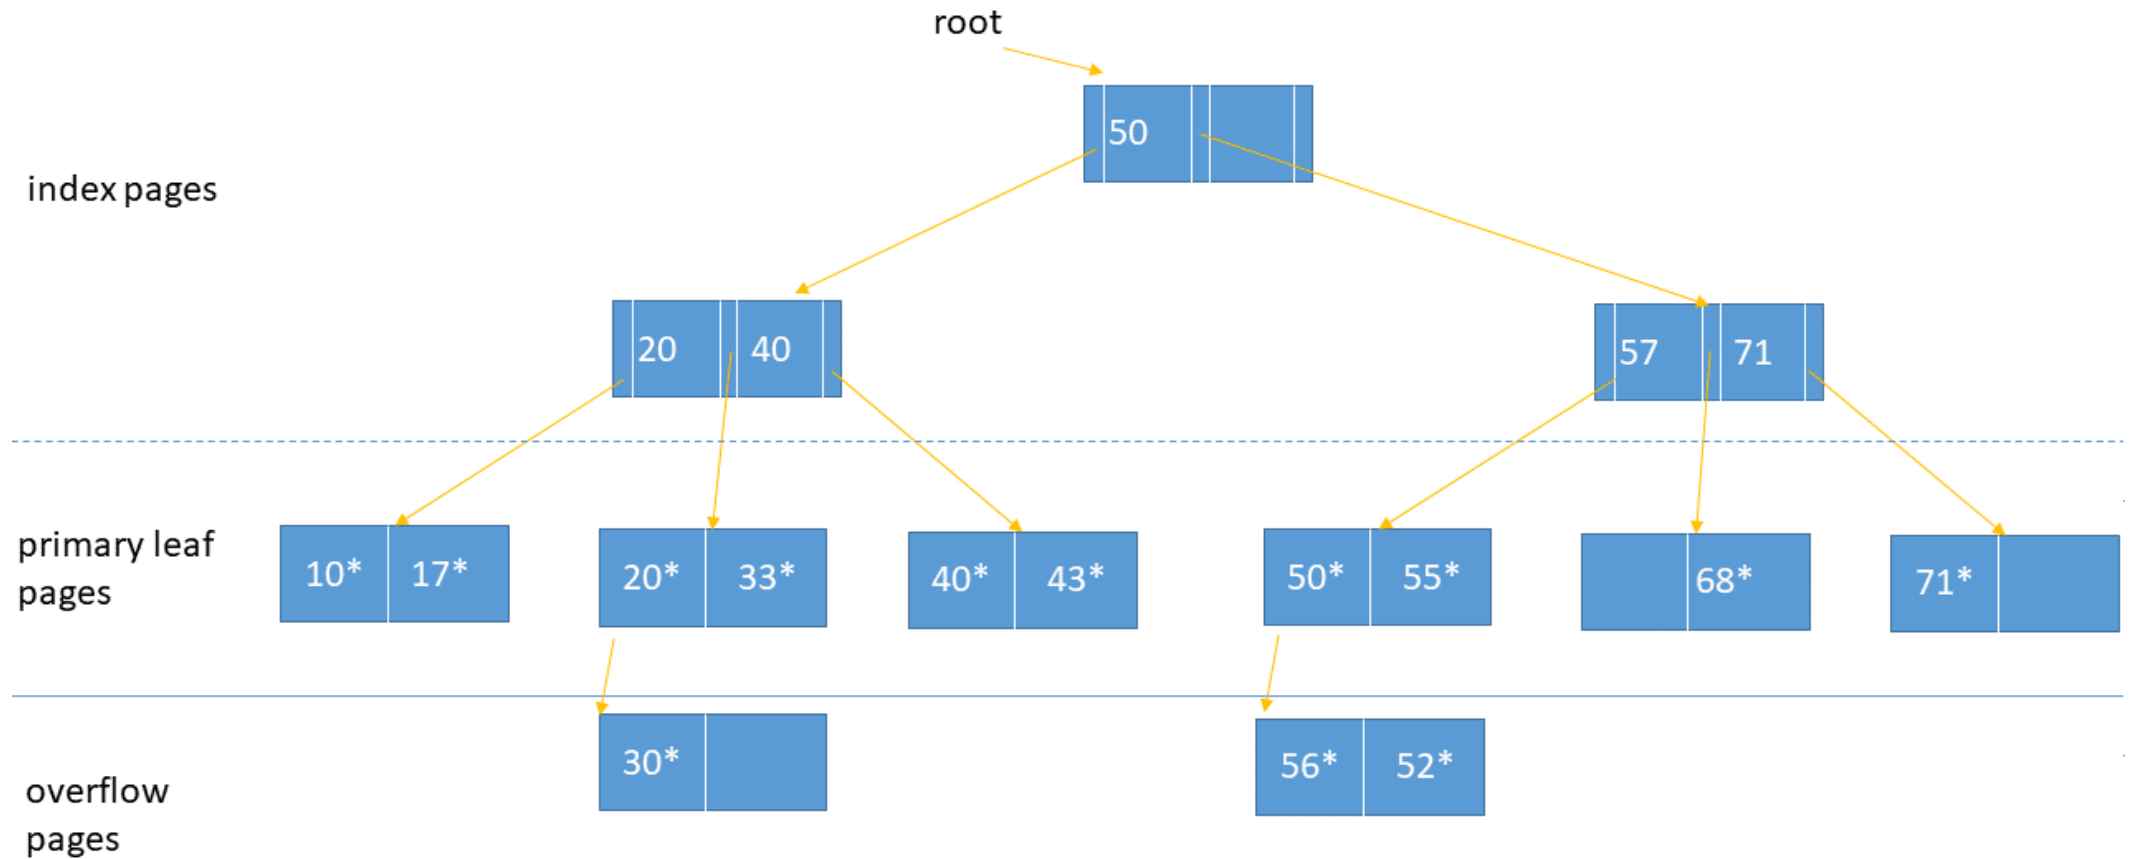 root
50
index pages
20 40
57 71
primary leaf
pages
10* 17*
20* 33*
40* 43*
50* 55*
68*
71*
30*
56* 52*
overflow
pages